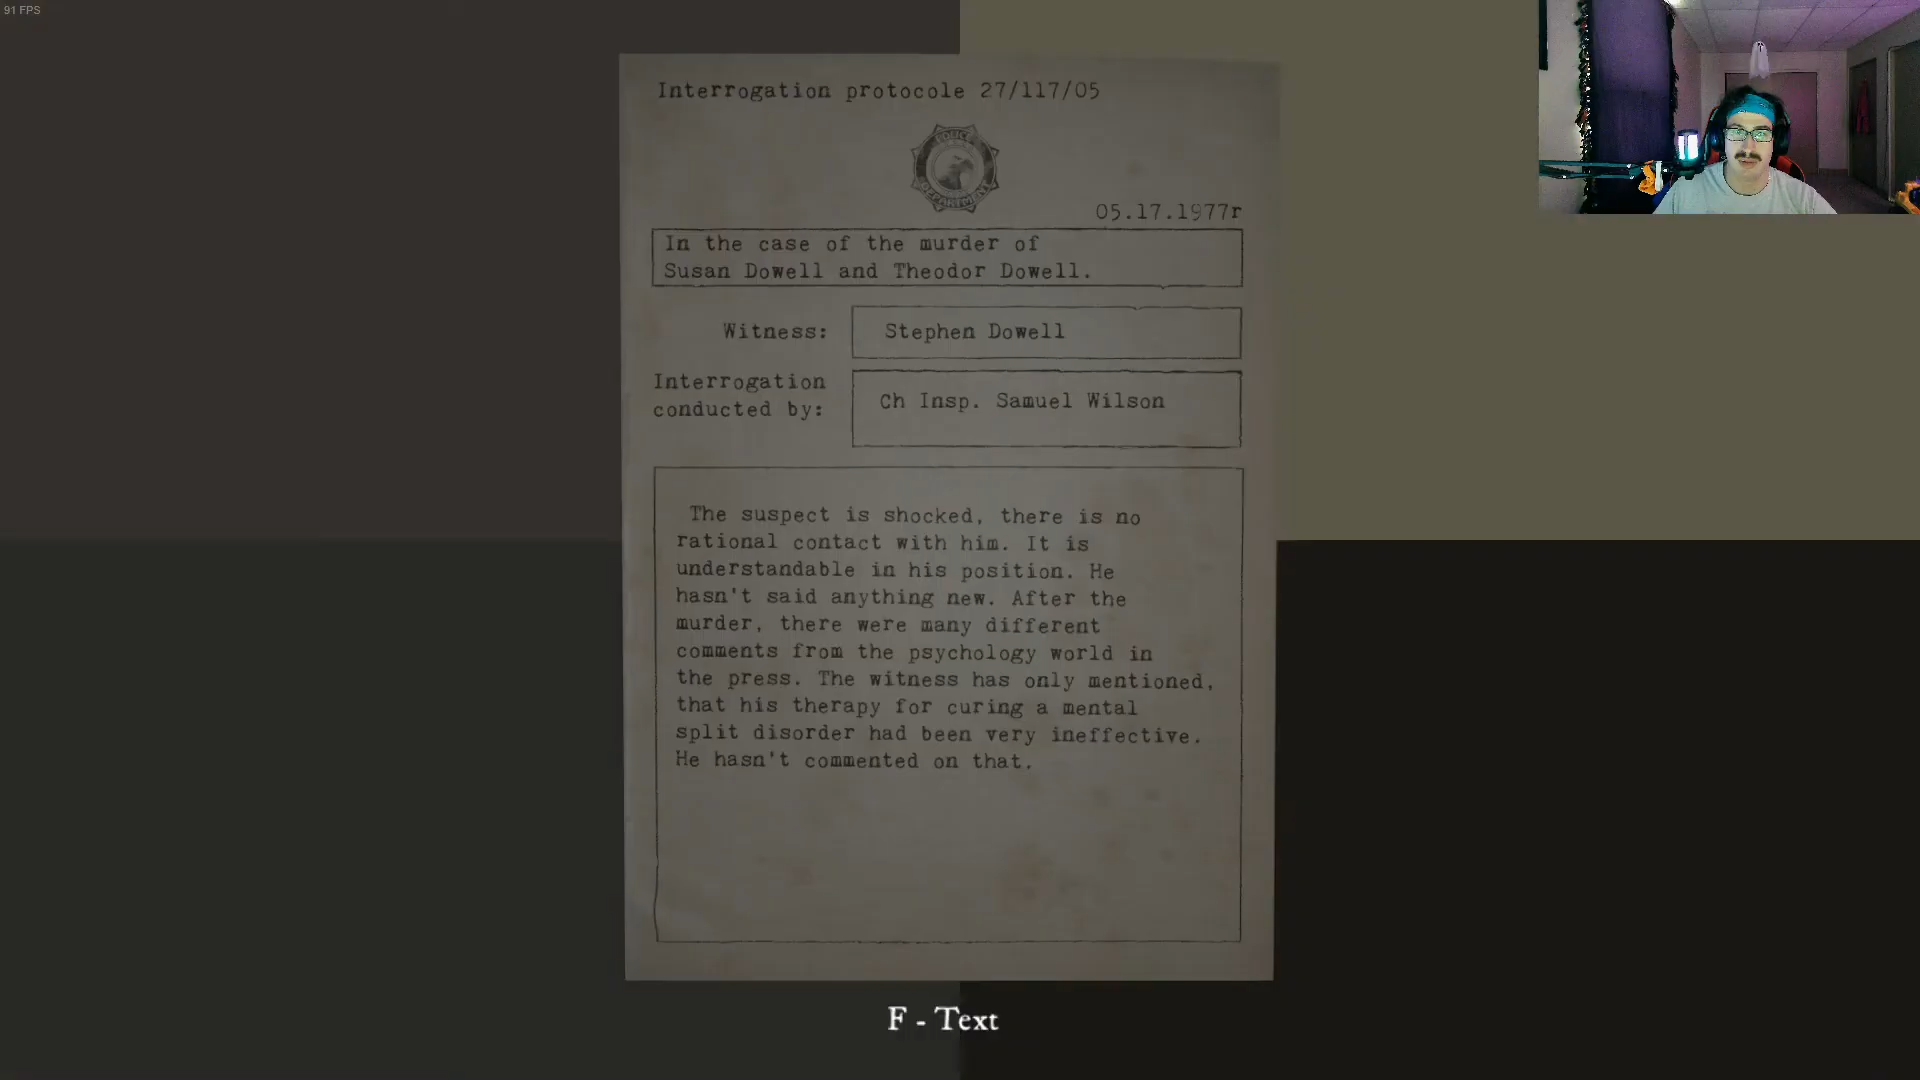 91 FPS
Interrogation protocole 27/117/05
POLICE
DEPARTMENT
05.17.1977r
In the case of the murder of
Susan Dowell and Theodor Dowell.
Witness:
Stephen Dowell
Interrogation
conducted by:
Ch Insp. Samuel Wilson
The suspect is shocked, there is no
rational contact with him. It is
understandable in his position. He
hasn't said anything new. After the
murder, there were many different
comments from the psychology world in
the press. The witness has only mentioned,
that his therapy for curing a mental
split disorder had been very ineffective.
He hasn't commented on that.
F - Text